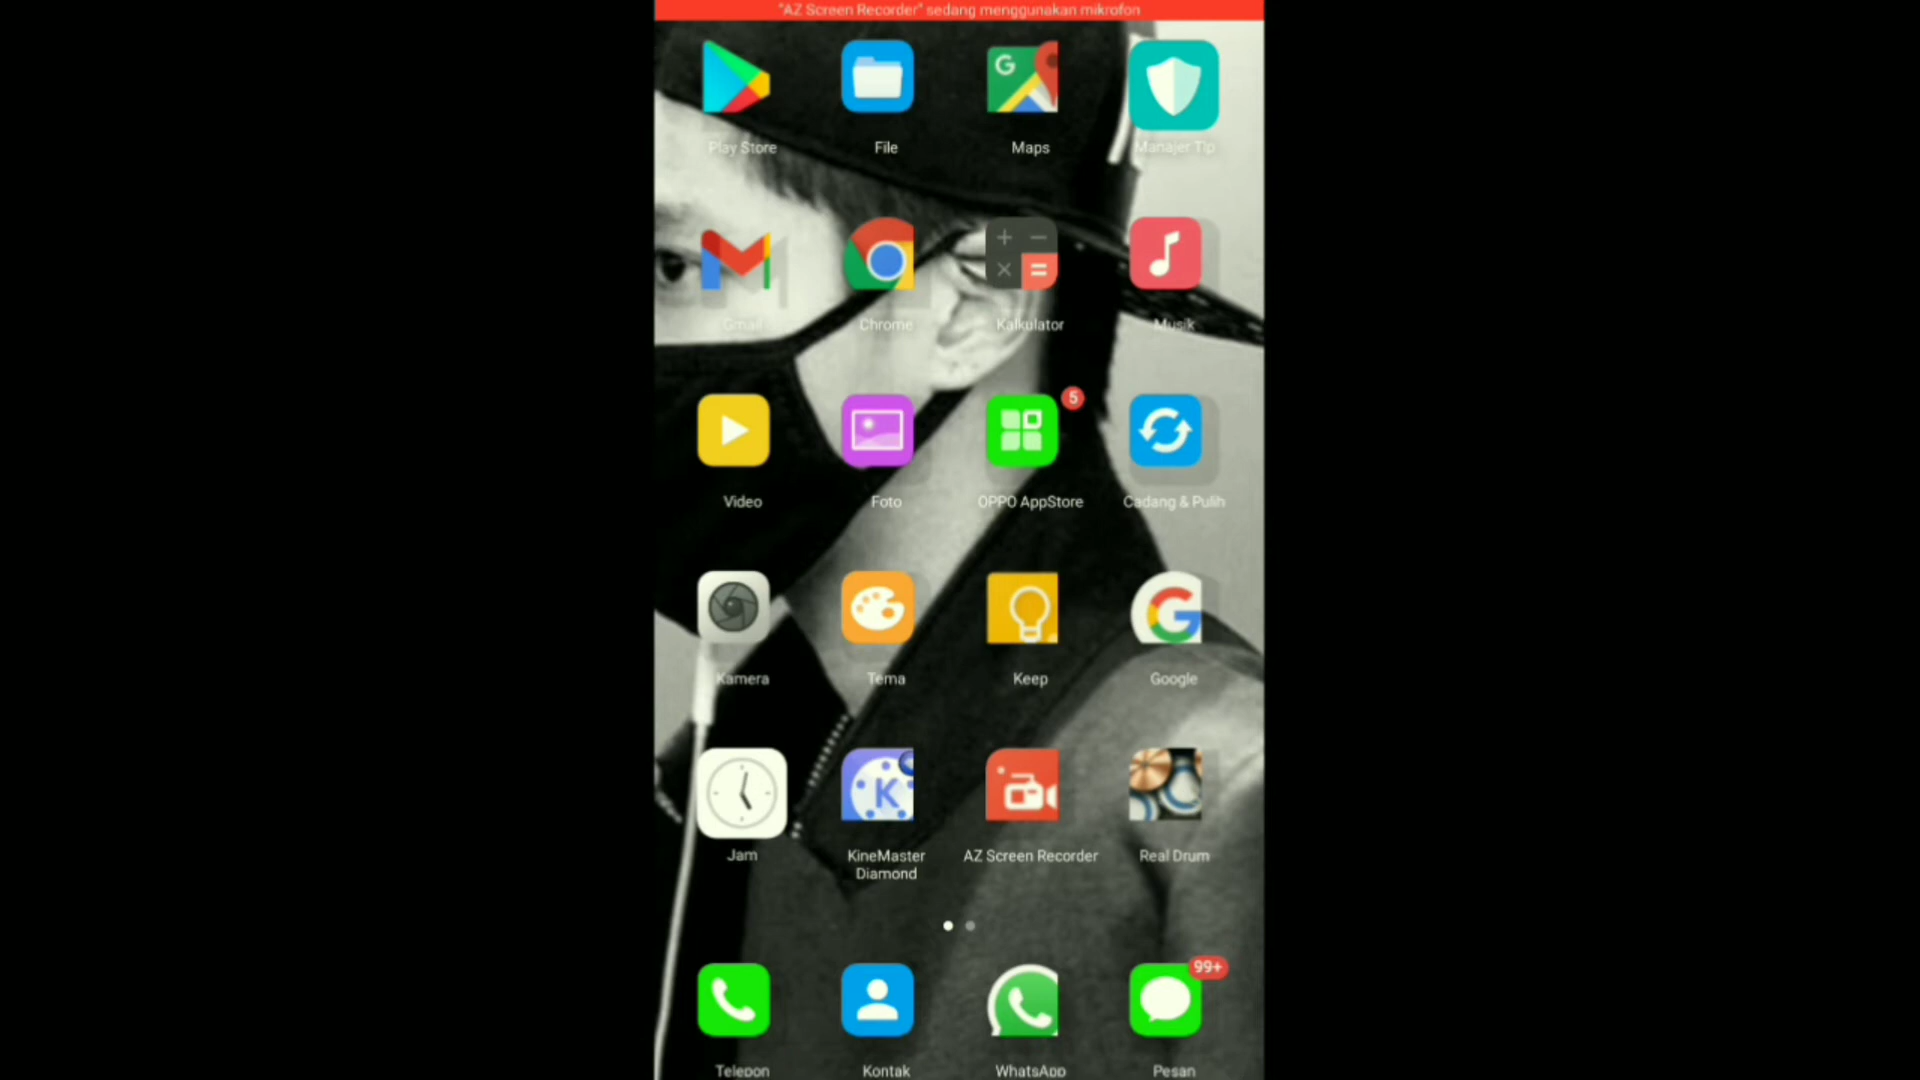 "AZ Screen Recorder" sedang menggunakan mikrofon
Play Store
File
Maps
Manajer Tlp
Gmail
Chrome
Kalkulator
Musik
Video
Foto
5
OPPO AppStore
Cadang & Pulih
Kamera
Tema
Keep
Google
Jam
KineMaster
Diamond
AZ Screen Recorder
Real Drum
Telepon
Kontak
WhatsApp
99+
Pesan